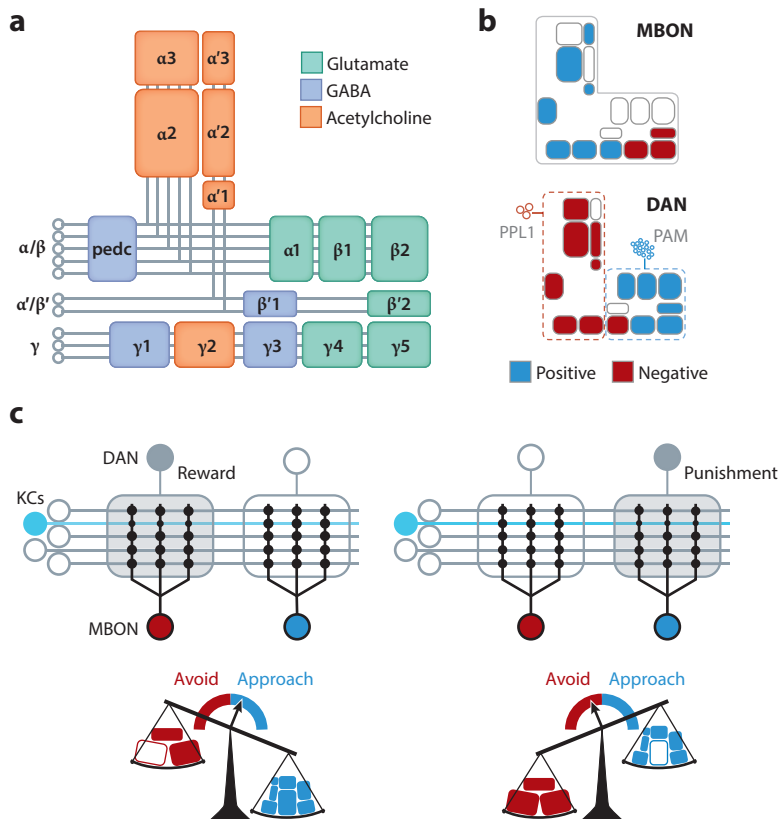 a
α3 α′3
α2 α′2
α′1
Glutamate
GABA
Acetylcholine
α/β pedc α1 β1 β2
α′/β′ β′1 β′2
γ γ1 γ2 γ3 γ4 γ5
b
MBON
DAN
PPL1 PAM
Positive Negative
c
DAN Reward Punishment
KCs
MBON
Avoid Approach Avoid Approach